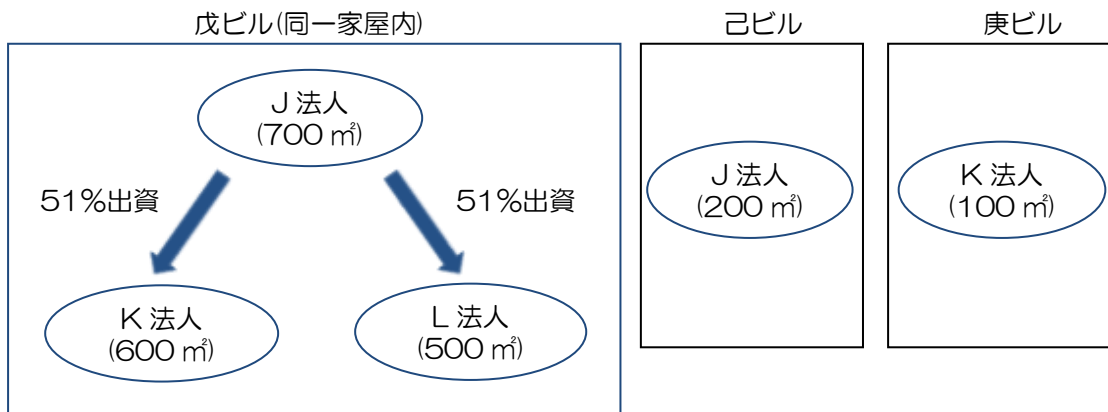 戊ビル(同一家屋内)
己ビル
庚ビル
J 法人
(700 ㎡)
51%出資
51%出資
K 法人
(600 ㎡)
L 法人
(500 ㎡)
J 法人
(200 ㎡)
K 法人
(100 ㎡)